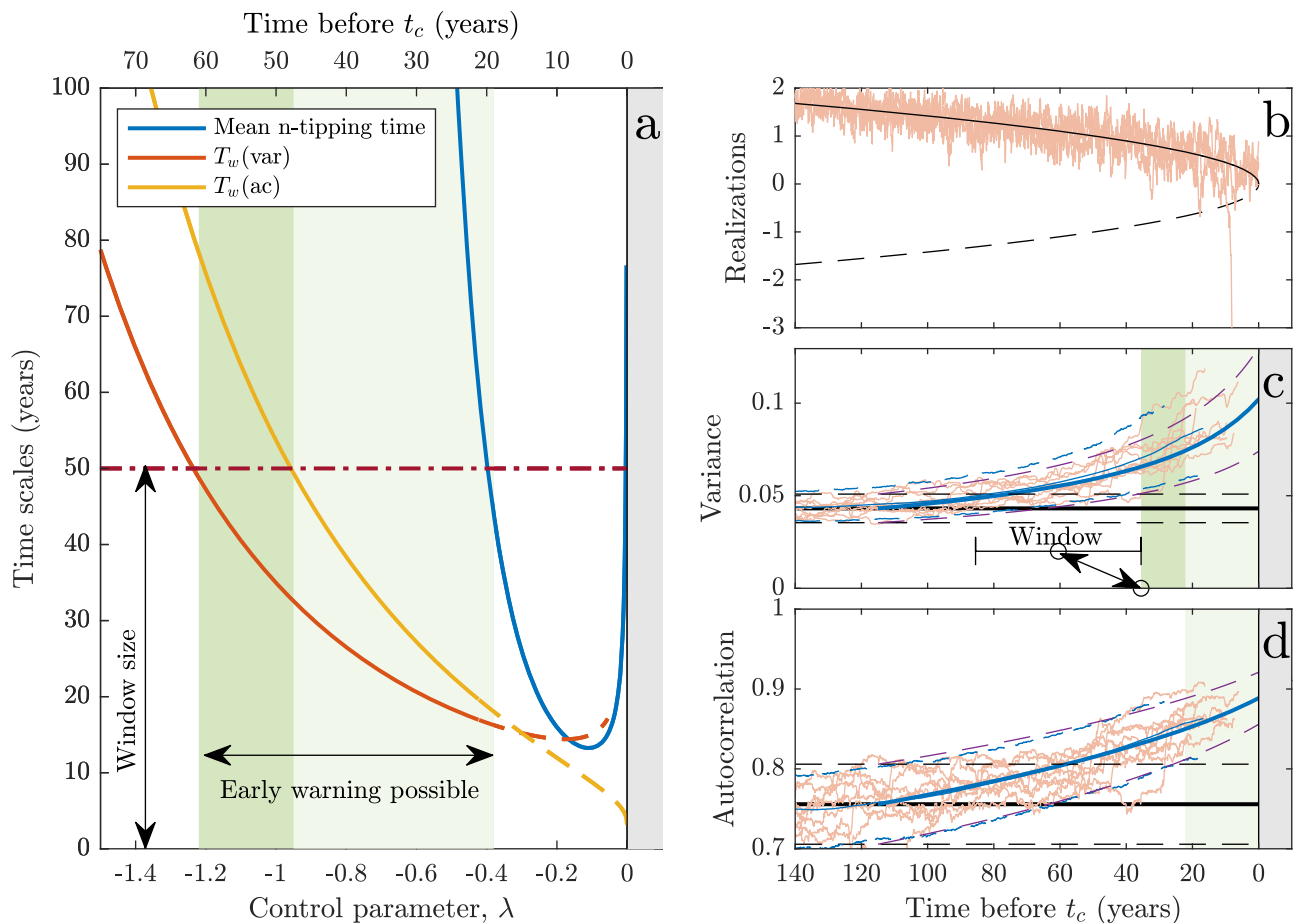 Time before t_c (years)
70 60 50 40 30 20 10 0
100
90
80
70
60
50
40
30
20
10
0
Time scales (years)
Mean n-tipping time
T_w(var)
T_w(ac)
a
Window size
Early warning possible
-1.4 -1.2 -1 -0.8 -0.6 -0.4 -0.2 0
Control parameter, λ
2
1
0
-1
-2
-3
Realizations
b
0.1
0.05
0
Variance
c
Window
1
0.9
0.8
0.7
Autocorrelation
d
140 120 100 80 60 40 20 0
Time before t_c (years)